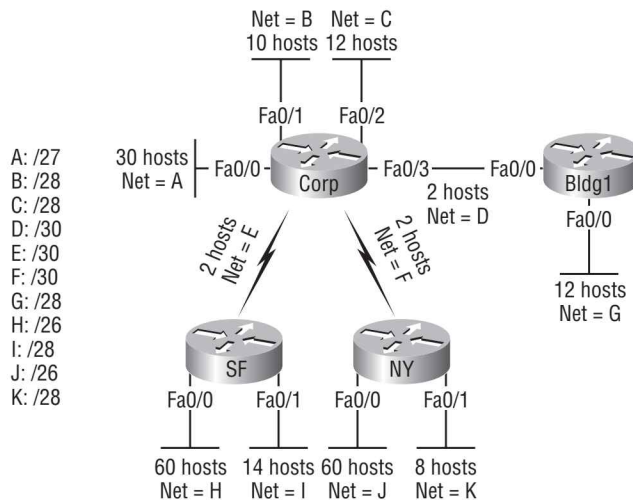 Net = B
10 hosts
Net = C
12 hosts
Fa0/1
Fa0/2
A: /27
B: /28
C: /28
D: /30
E: /30
F: /30
G: /28
H: /26
I: /28
J: /26
K: /28
30 hosts
Net = A
Fa0/0
Corp
Fa0/3
2 hosts
Net = D
Fa0/0
Bldg1
Fa0/0
12 hosts
Net = G
2 hosts
Net = E
2 hosts
Net = F
SF
Fa0/0
Fa0/1
NY
Fa0/0
Fa0/1
60 hosts
Net = H
14 hosts
Net = I
60 hosts
Net = J
8 hosts
Net = K